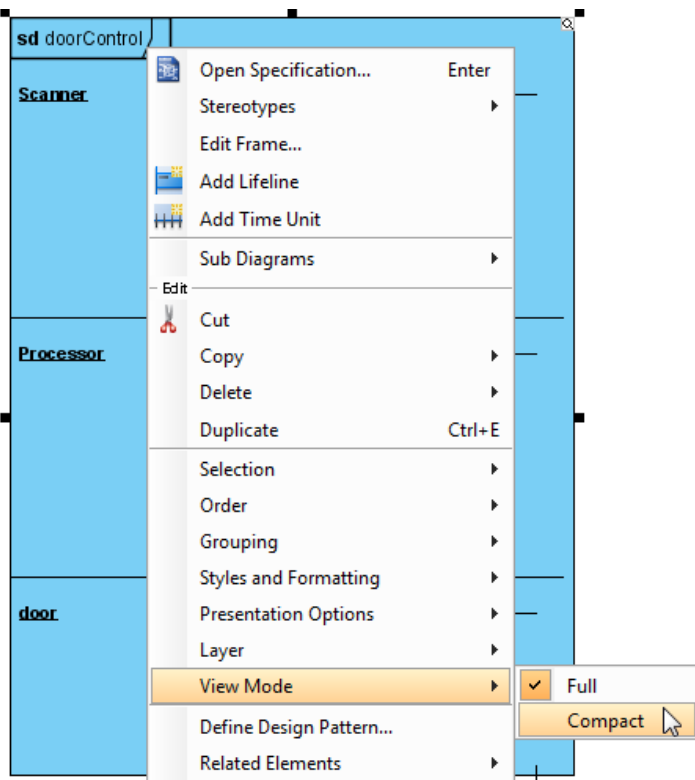 sd doorControl
Scanner
Processor
door
Open Specification... Enter
Stereotypes
Edit Frame...
Add Lifeline
Add Time Unit
Sub Diagrams
Edit
Cut
Copy
Delete
Duplicate Ctrl+E
Selection
Order
Grouping
Styles and Formatting
Presentation Options
Layer
View Mode
Define Design Pattern...
Related Elements
Full
Compact